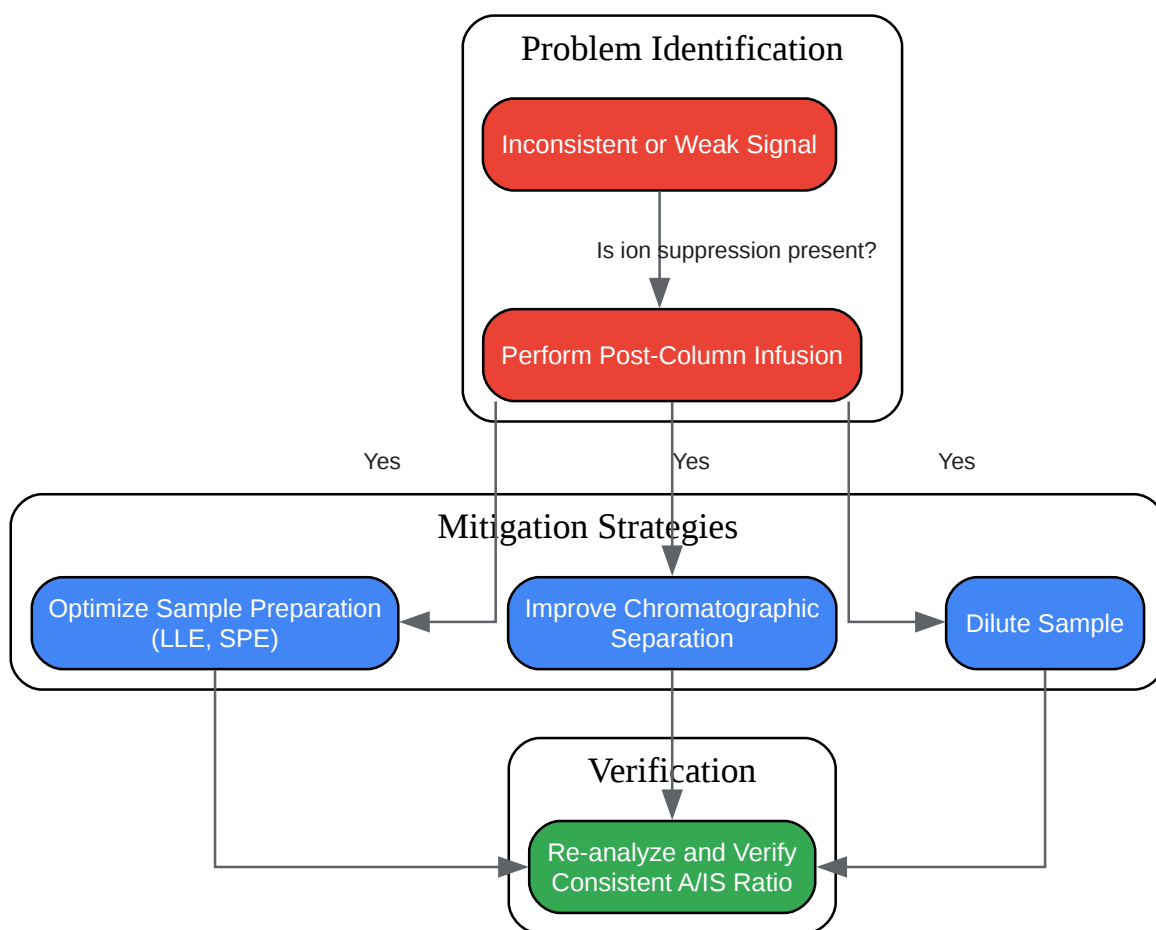 Problem Identification
Inconsistent or Weak Signal
Is ion suppression present?
Perform Post-Column Infusion
Yes
Yes
Yes
Mitigation Strategies
Optimize Sample Preparation
(LLE, SPE)
Improve Chromatographic
Separation
Dilute Sample
Verification
Re-analyze and Verify
Consistent A/IS Ratio